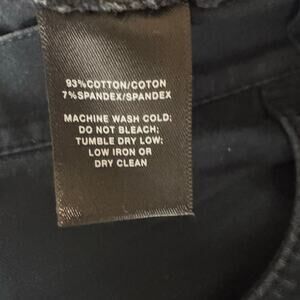 93%COTTON/COTON
7%SPANDEX/SPANDEX
MACHINE WASH COLD;
DO NOT BLEACH;
TUMBLE DRY LOW;
LOW IRON OR
DRY CLEAN